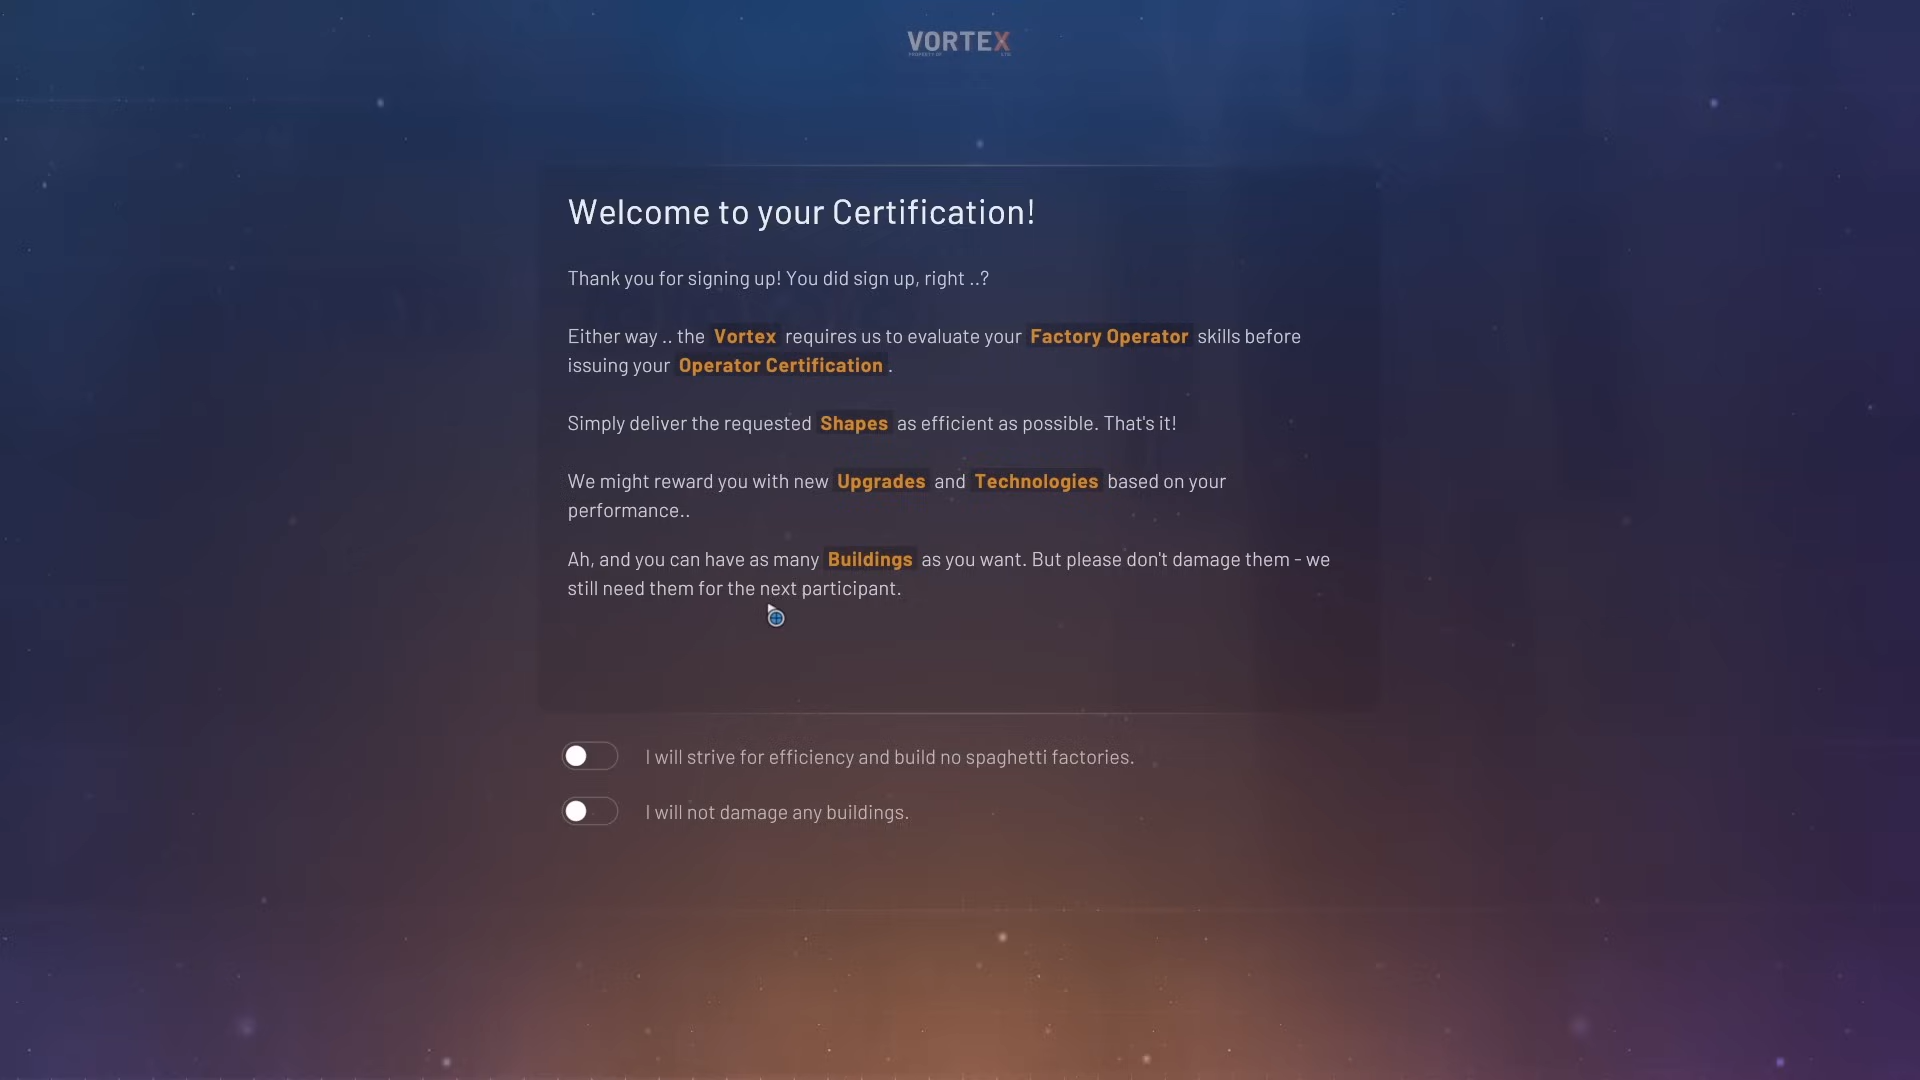 VORTEX
Welcome to your Certification!
Thank you for signing up! You did sign up, right ..?
Either way .. the Vortex requires us to evaluate your Factory Operator skills before
issuing your Operator Certification .
Simply deliver the requested Shapes as efficient as possible. That's it!
We might reward you with new Upgrades and Technologies based on your
performance..
Ah, and you can have as many Buildings as you want. But please don't damage them - we
still need them for the next participant.
I will strive for efficiency and build no spaghetti factories.
I will not damage any buildings.